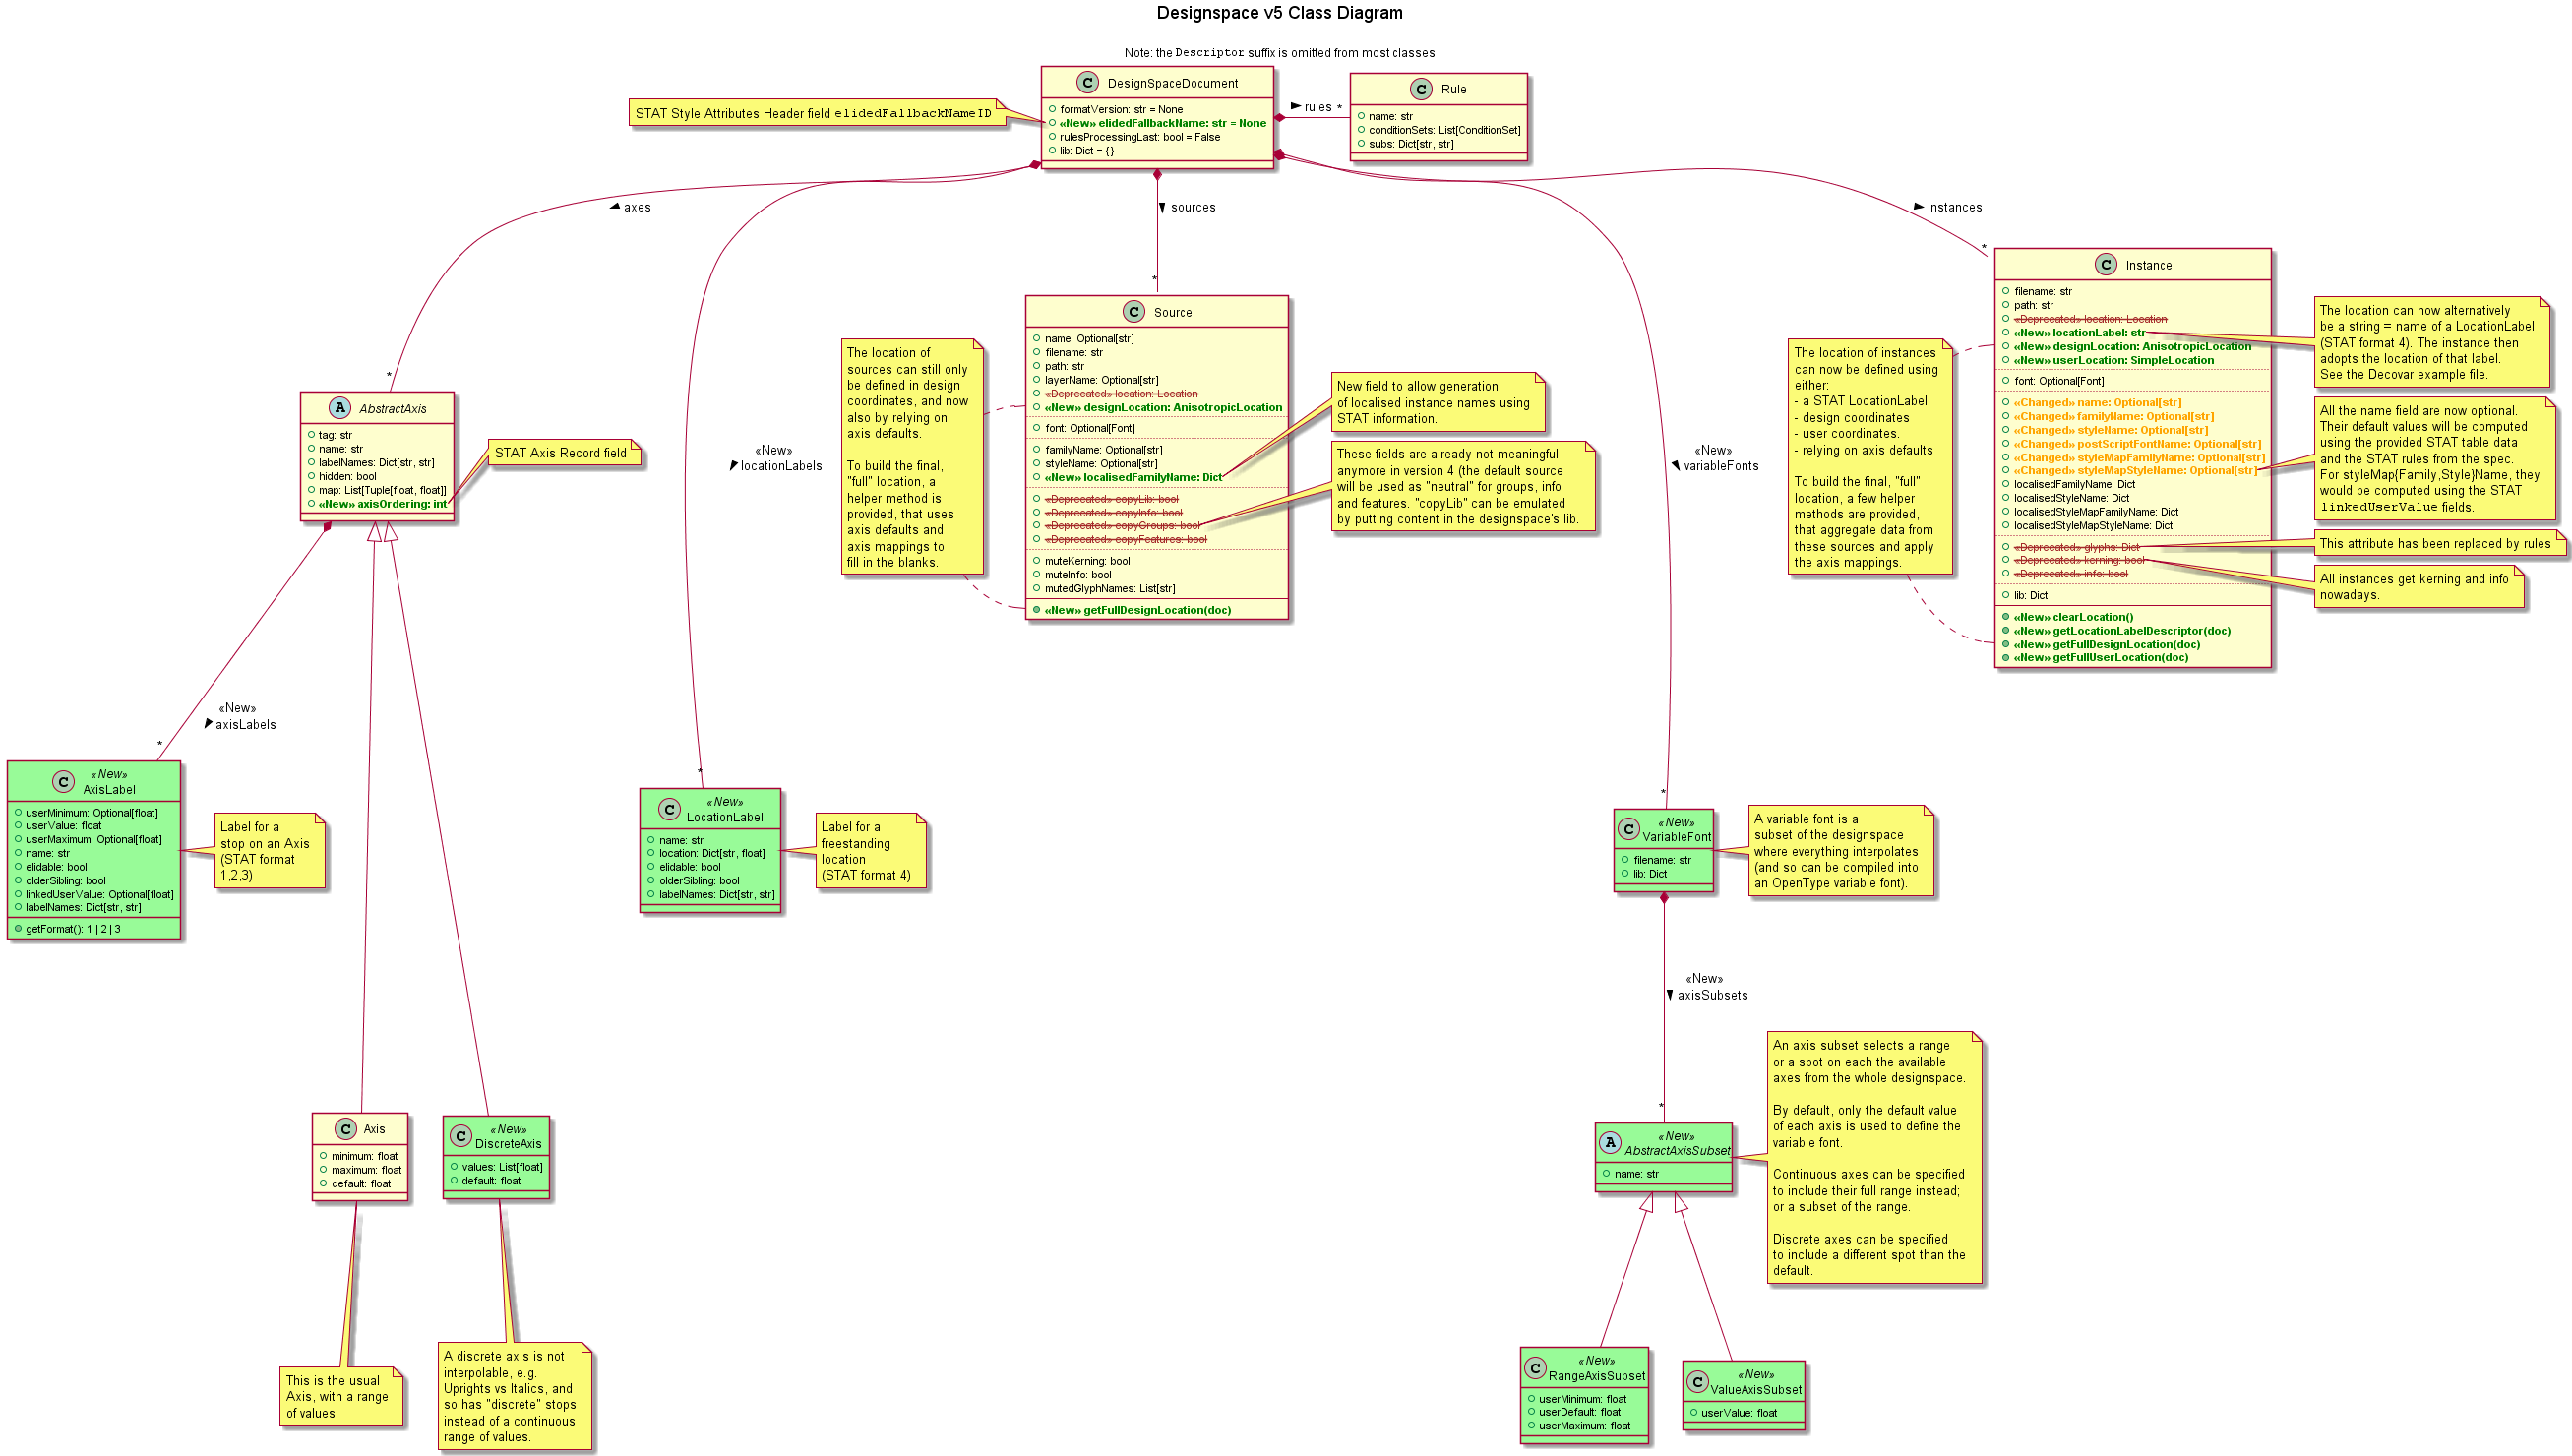 Designspace v5 Class Diagram
Note: the Descriptor suffix is omitted from most classes
C DesignSpaceDocument
formatVersion: str = None
«New» elidedFallbackName: str = None
rulesProcessingLast: bool = False
lib: Dict = {}
STAT Style Attributes Header field elidedFallbackNameID
rules *
C Rule
name: str
conditionSets: List[ConditionSet]
subs: Dict[str, str]
axes
*
sources
*
instances
*
«New»
locationLabels
*
«New»
variableFonts
*
C Instance
filename: str
path: str
«Deprecated» location: Location
«New» locationLabel: str
«New» designLocation: AnisotropicLocation
«New» userLocation: SimpleLocation
font: Optional[Font]
«Changed» name: Optional[str]
«Changed» familyName: Optional[str]
«Changed» styleName: Optional[str]
«Changed» postScriptFontName: Optional[str]
«Changed» styleMapFamilyName: Optional[str]
«Changed» styleMapStyleName: Optional[str]
localisedFamilyName: Dict
localisedStyleName: Dict
localisedStyleMapFamilyName: Dict
localisedStyleMapStyleName: Dict
«Deprecated» glyphs: Dict
«Deprecated» kerning: bool
«Deprecated» info: bool
lib: Dict
«New» clearLocation()
«New» getLocationLabelDescriptor(doc)
«New» getFullDesignLocation(doc)
«New» getFullUserLocation(doc)
The location can now alternatively
be a string = name of a LocationLabel
(STAT format 4). The instance then
adopts the location of that label.
See the Decovar example file.
All the name field are now optional.
Their default values will be computed
using the provided STAT table data
and the STAT rules from the spec.
For styleMap{Family,Style}Name, they
would be computed using the STAT
linkedUserValue fields.
This attribute has been replaced by rules
All instances get kerning and info
nowadays.
The location of instances
can now be defined using
either:
- a STAT LocationLabel
- design coordinates
- user coordinates.
- relying on axis defaults
To build the final, "full"
location, a few helper
methods are provided,
that aggregate data from
these sources and apply
the axis mappings.
C Source
name: Optional[str]
filename: str
path: str
layerName: Optional[str]
«Deprecated» location: Location
«New» designLocation: AnisotropicLocation
font: Optional[Font]
familyName: Optional[str]
styleName: Optional[str]
«New» localisedFamilyName: Dict
«Deprecated» copyLib: bool
«Deprecated» copyInfo: bool
«Deprecated» copyGroups: bool
«Deprecated» copyFeatures: bool
muteKerning: bool
muteInfo: bool
mutedGlyphNames: List[str]
«New» getFullDesignLocation(doc)
The location of
sources can still only
be defined in design
coordinates, and now
also by relying on
axis defaults.
To build the final,
"full" location, a
helper method is
provided, that uses
axis defaults and
axis mappings to
fill in the blanks.
New field to allow generation
of localised instance names using
STAT information.
These fields are already not meaningful
anymore in version 4 (the default source
will be used as "neutral" for groups, info
and features. "copyLib" can be emulated
by putting content in the designspace's lib.
A AbstractAxis
tag: str
name: str
labelNames: Dict[str, str]
hidden: bool
map: List[Tuple[float, float]]
«New» axisOrdering: int
STAT Axis Record field
«New»
axisLabels
*
C «New»
AxisLabel
userMinimum: Optional[float]
userValue: float
userMaximum: Optional[float]
name: str
elidable: bool
olderSibling: bool
linkedUserValue: Optional[float]
labelNames: Dict[str, str]
getFormat(): 1 | 2 | 3
Label for a
stop on an Axis
(STAT format
1,2,3)
C «New»
LocationLabel
name: str
location: Dict[str, float]
elidable: bool
olderSibling: bool
labelNames: Dict[str, str]
Label for a
freestanding
location
(STAT format 4)
C «New»
VariableFont
filename: str
lib: Dict
A variable font is a
subset of the designspace
where everything interpolates
(and so can be compiled into
an OpenType variable font).
«New»
axisSubsets
*
A «New»
AbstractAxisSubset
name: str
An axis subset selects a range
or a spot on each the available
axes from the whole designspace.
By default, only the default value
of each axis is used to define the
variable font.
Continuous axes can be specified
to include their full range instead;
or a subset of the range.
Discrete axes can be specified
to include a different spot than the
default.
C Axis
minimum: float
maximum: float
default: float
C «New»
DiscreteAxis
values: List[float]
default: float
This is the usual
Axis, with a range
of values.
A discrete axis is not
interpolable, e.g.
Uprights vs Italics, and
so has "discrete" stops
instead of a continuous
range of values.
C «New»
RangeAxisSubset
userMinimum: float
userDefault: float
userMaximum: float
C «New»
ValueAxisSubset
userValue: float